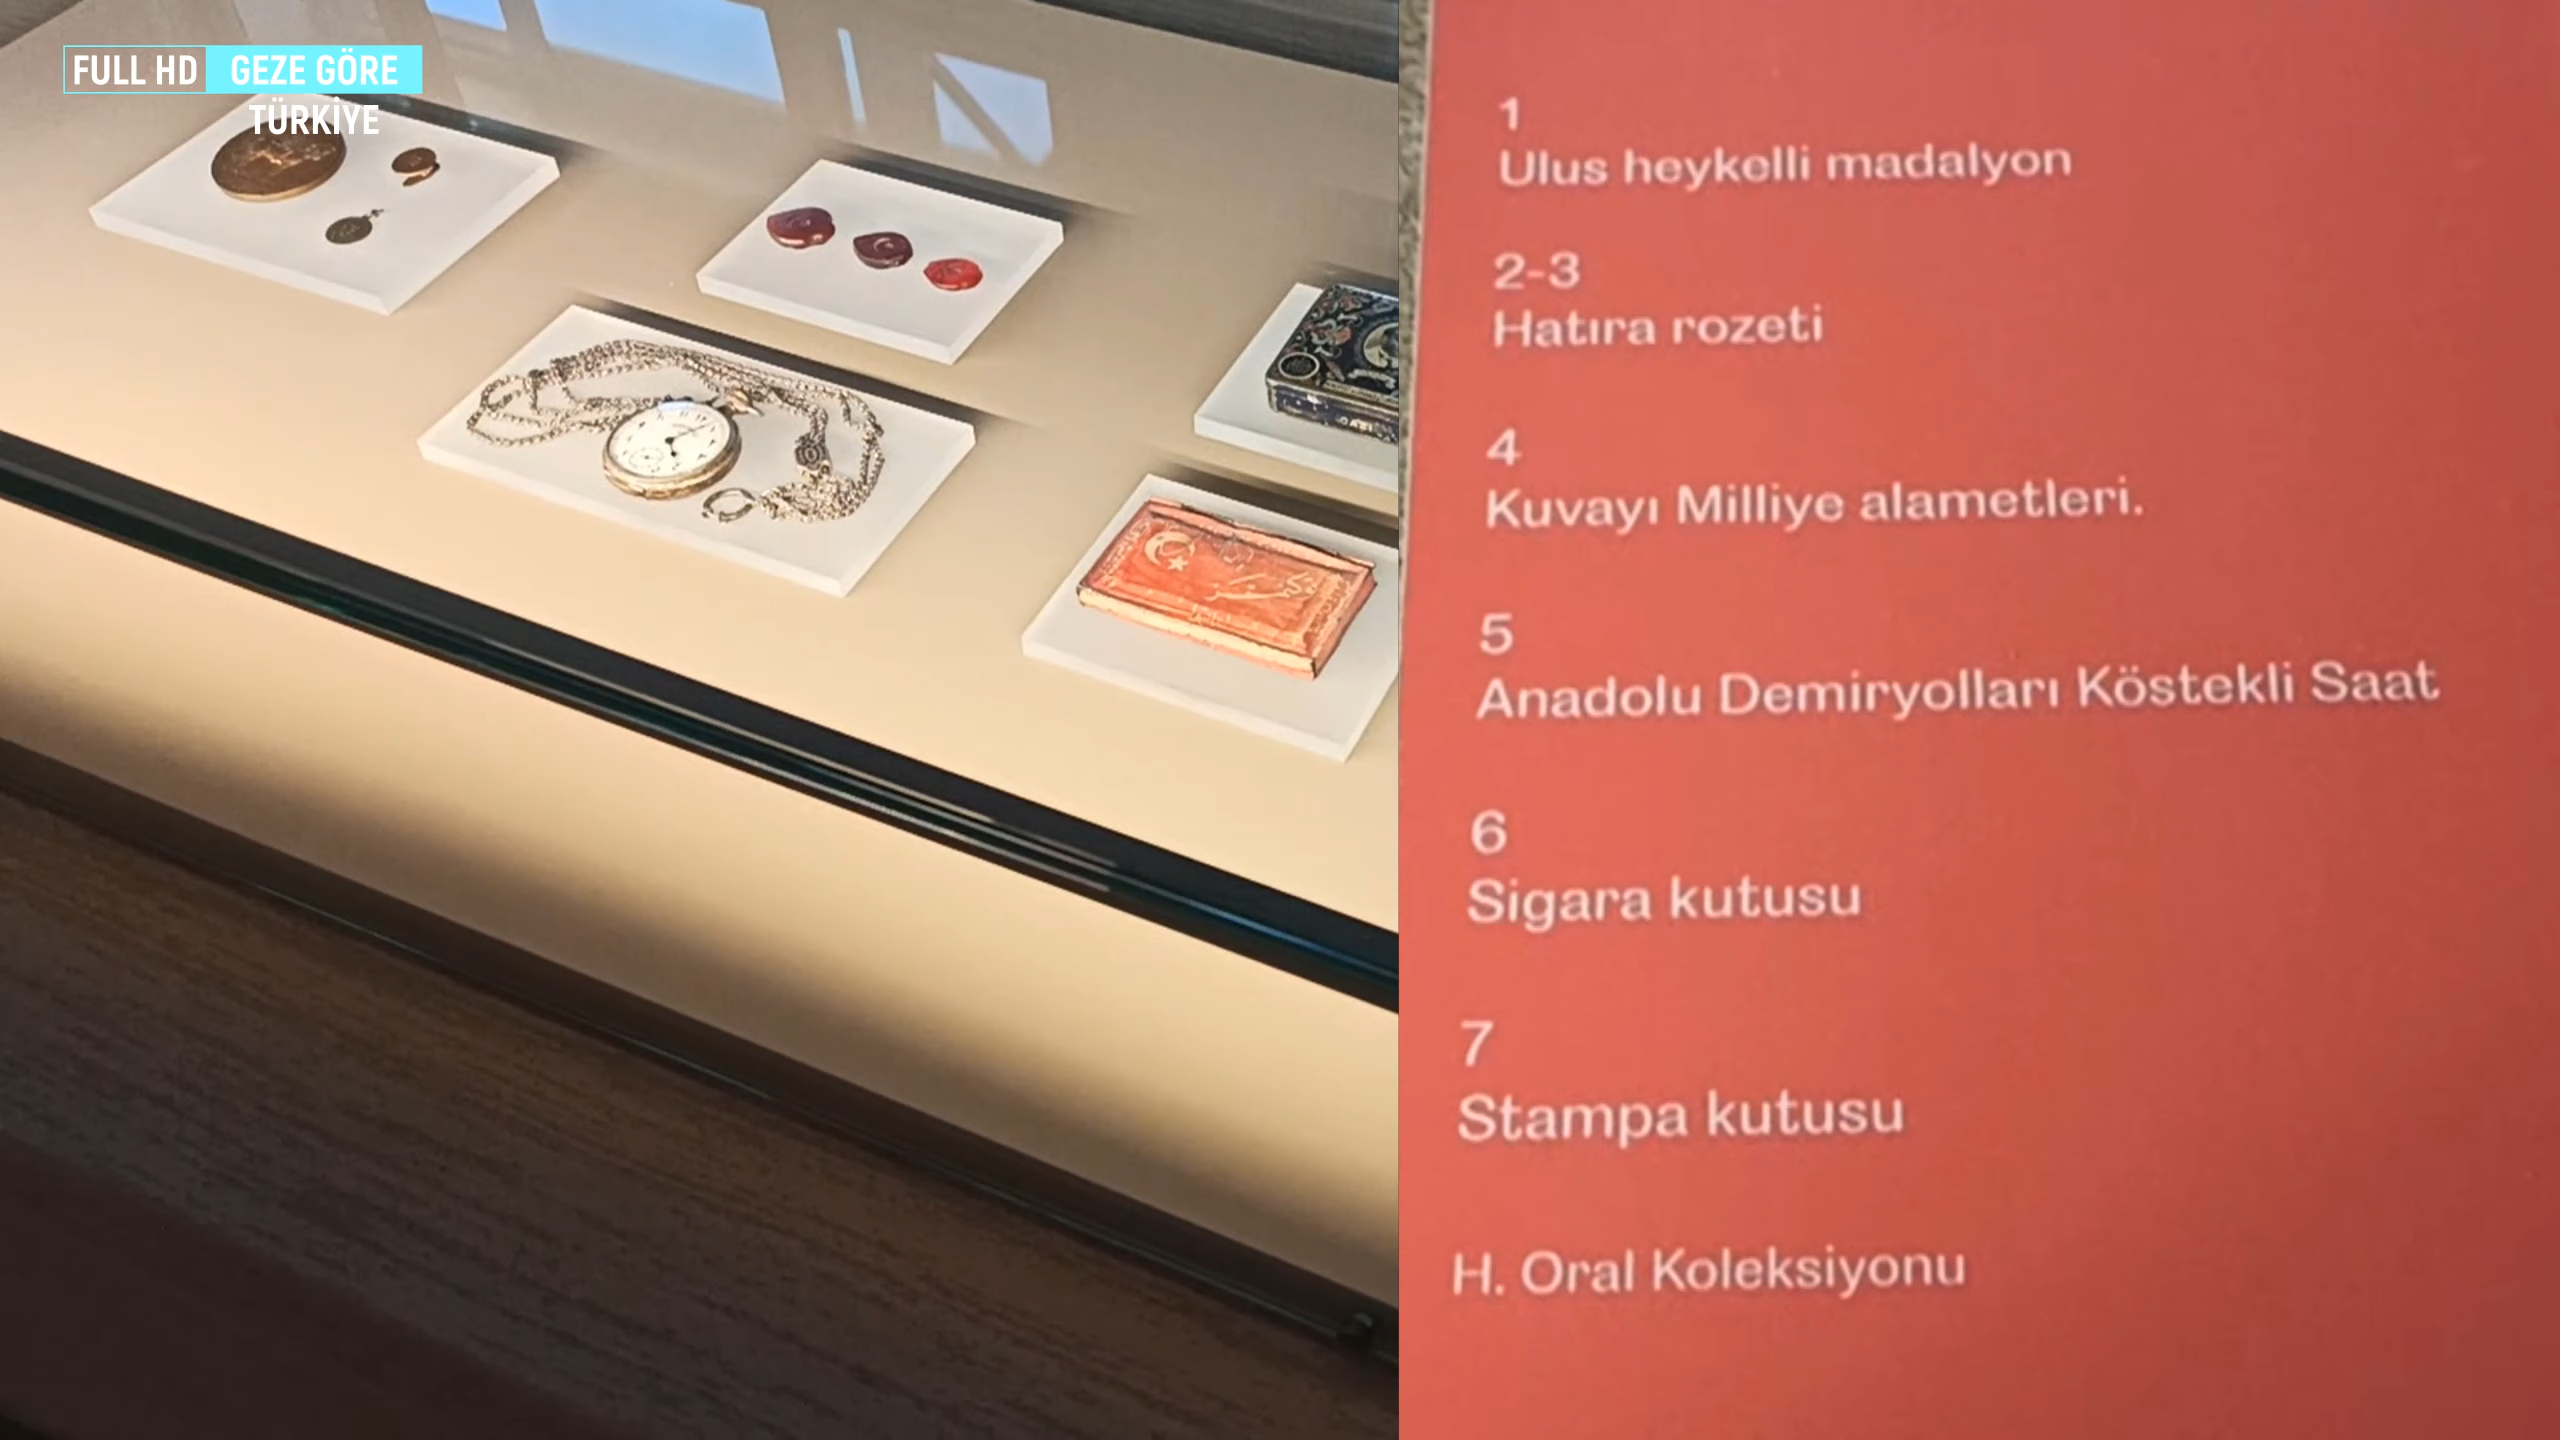 FULL HD GEZE GÖRE
TÜRKİYE
1
Ulus heykelli madalyon
2-3
Hatıra rozeti
4
Kuvayı Milliye alametleri.
5
Anadolu Demiryolları Köstekli Saat
6
Sigara kutusu
7
Stampa kutusu
H. Oral Koleksiyonu